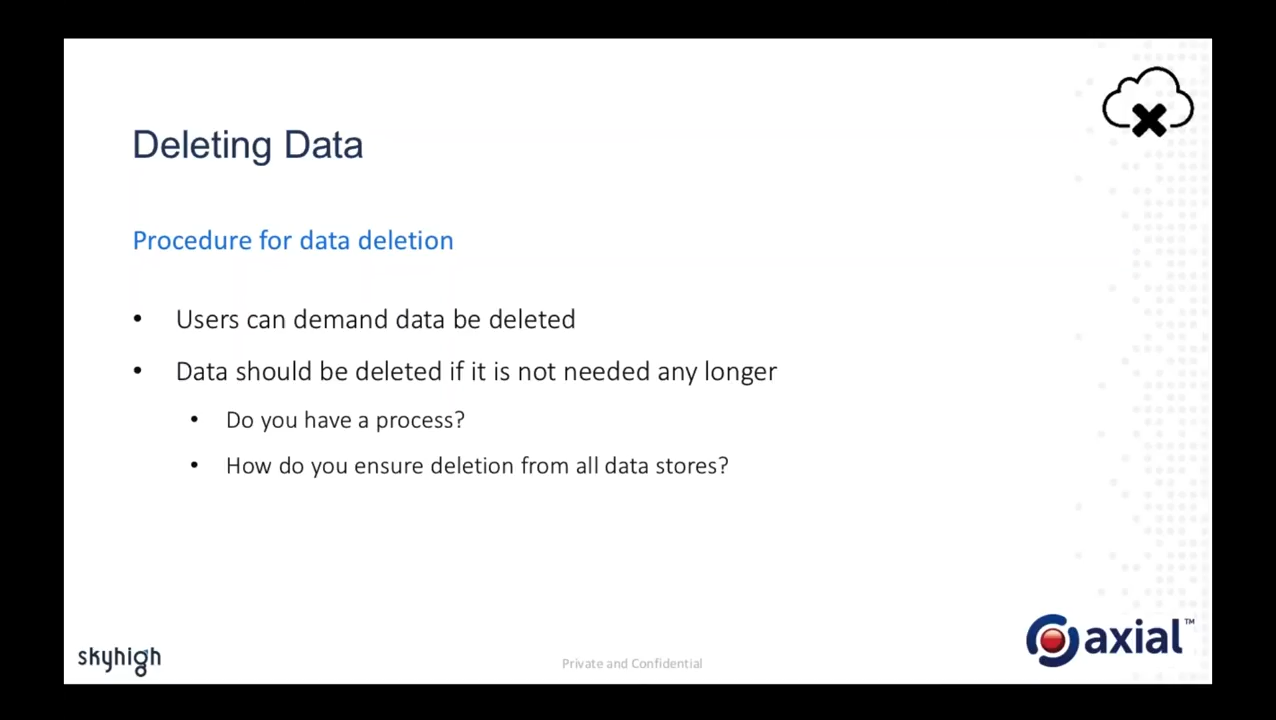 Deleting Data
Procedure for data deletion
• Users can demand data be deleted
• Data should be deleted if it is not needed any longer
• Do you have a process?
• How do you ensure deletion from all data stores?
skyhigh
Private and Confidential
axial™